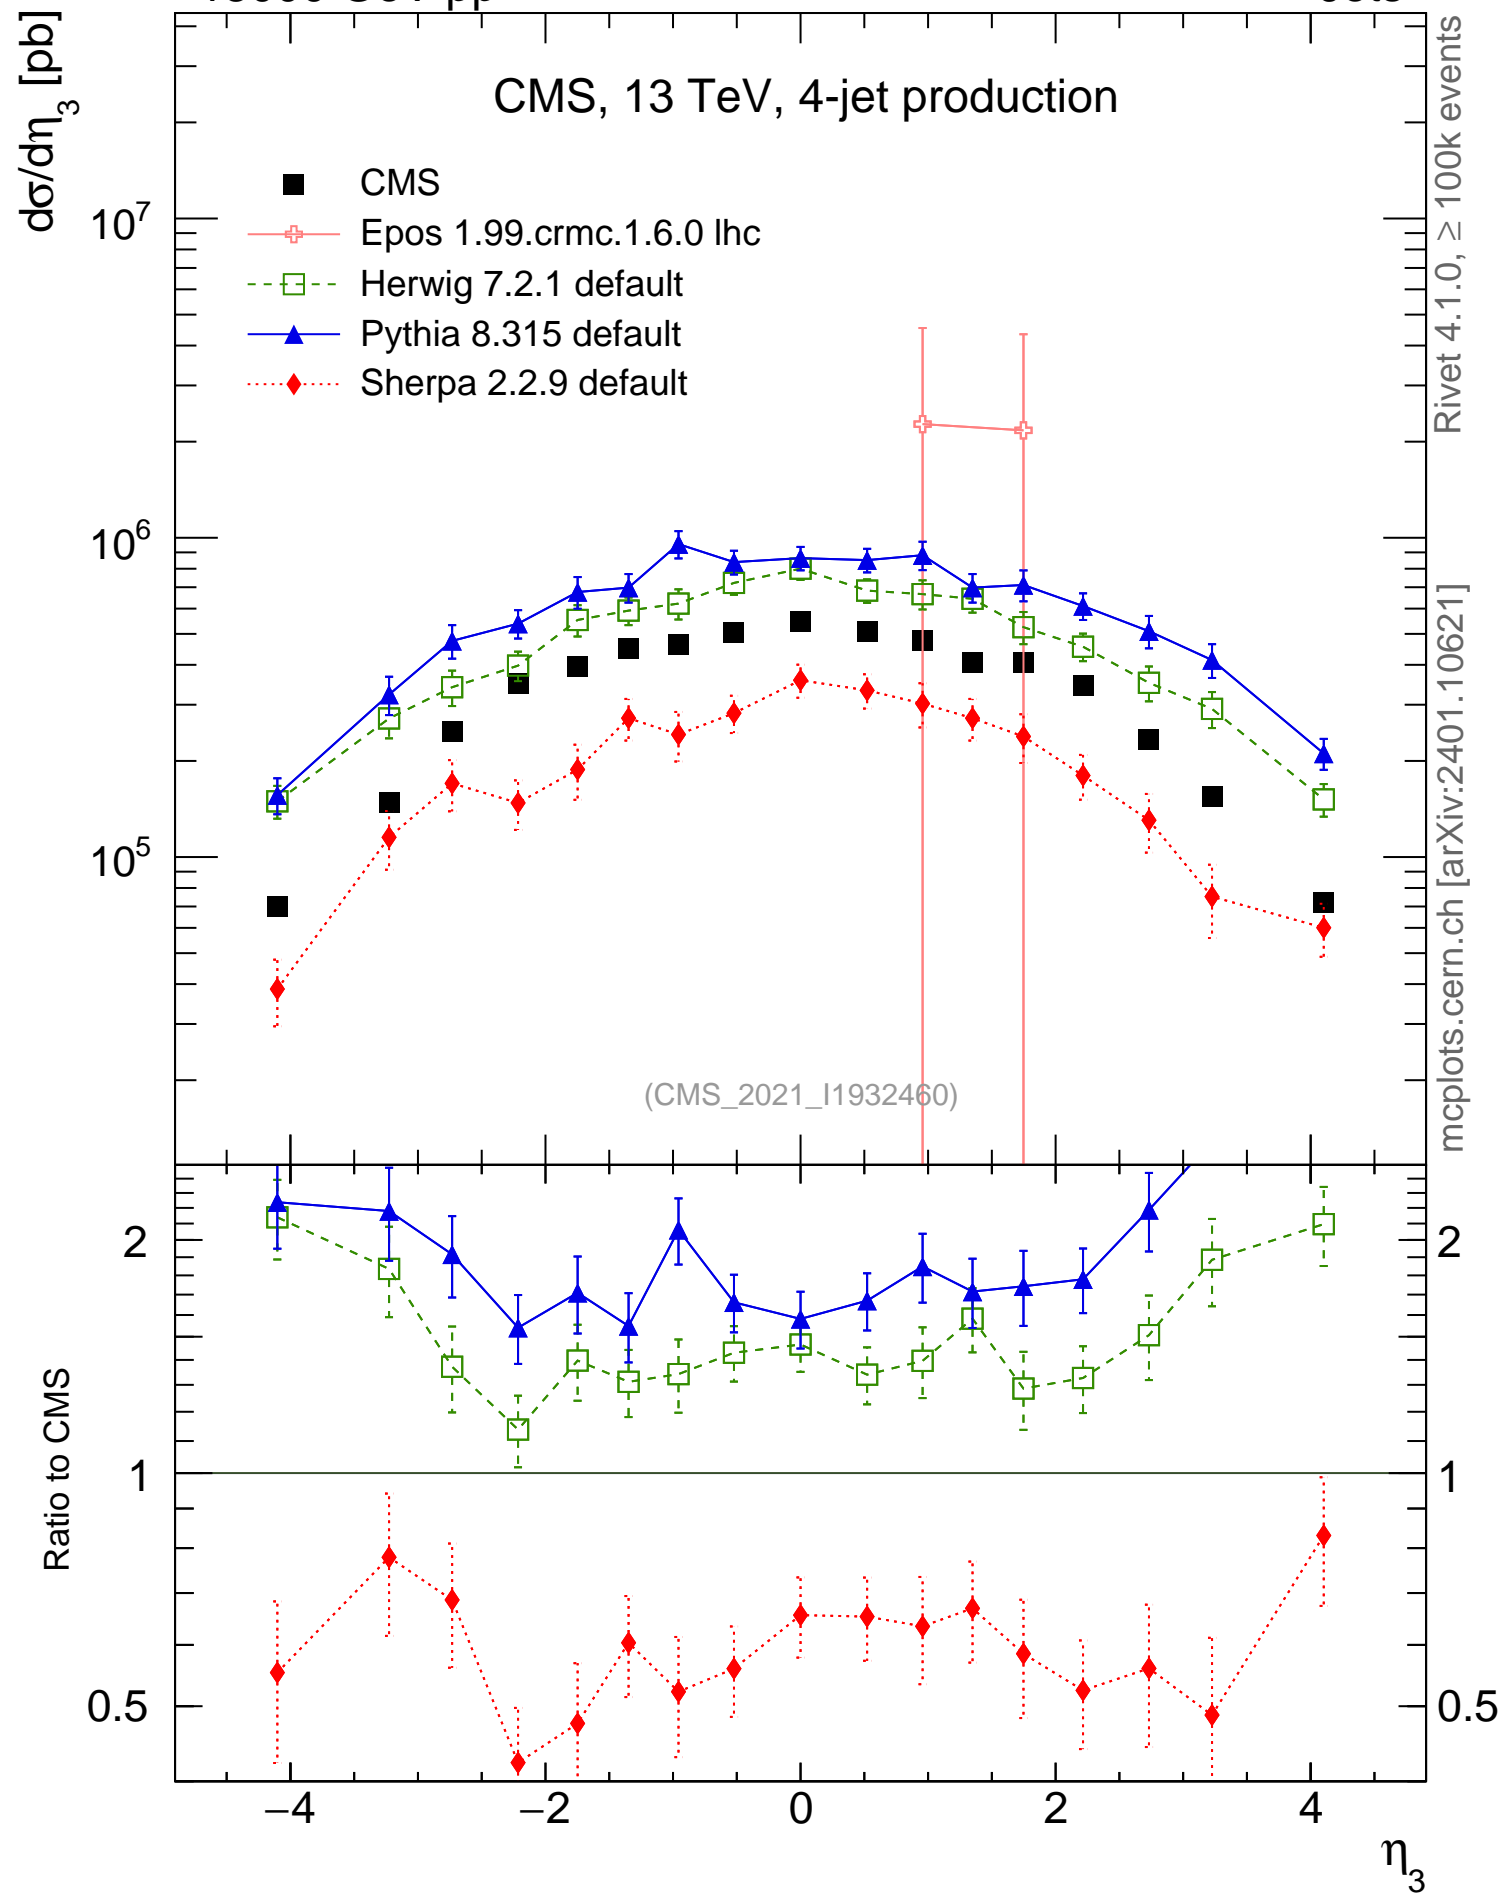 CMS, 13 TeV, 4-jet production
dσ/dη3 [pb]
CMS
Epos 1.99.crmc.1.6.0 lhc
Herwig 7.2.1 default
Pythia 8.315 default
Sherpa 2.2.9 default
10^7
10^6
10^5
(CMS_2021_I1932460)
Rivet 4.1.0, ≥ 100k events
mcplots.cern.ch [arXiv:2401.10621]
Ratio to CMS
2
1
0.5
2
1
0.5
−4 −2 0 2 4
η3